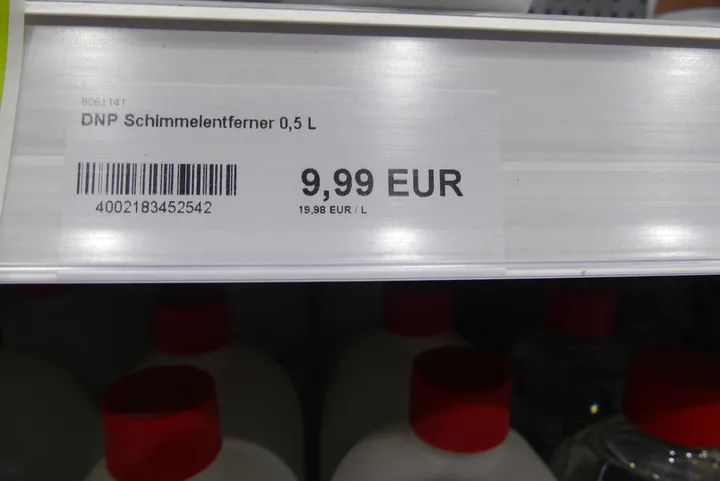 8061141
DNP Schimmelentferner 0,5 L
9,99 EUR
4002183452542
19,98 EUR / L